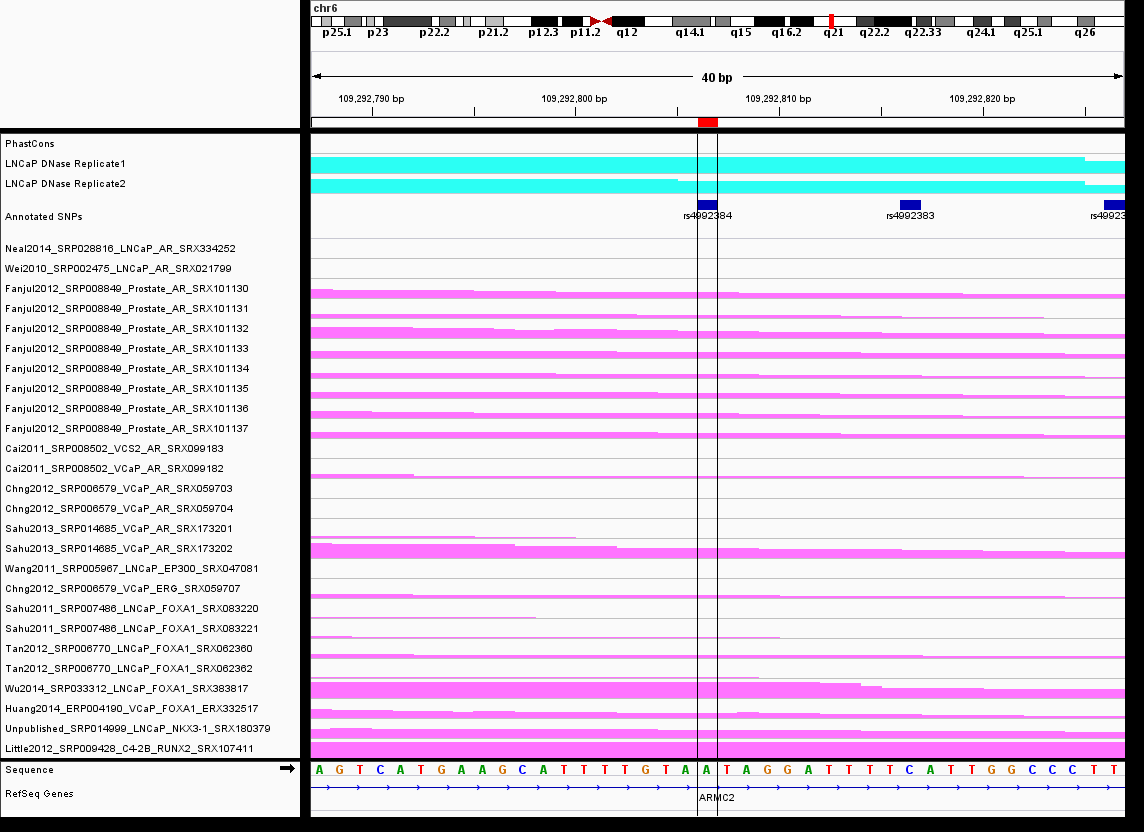 chr6
p25.1 p23 p22.2 p21.2 p12.3 p11.2 q12 q14.1 q15 q16.2 q21 q22.2 q22.33 q24.1 q25.1 q26
40 bp
109,292,790 bp 109,292,800 bp 109,292,810 bp 109,292,820 bp
PhastCons
LNCaP DNase Replicate1
LNCaP DNase Replicate2
Annotated SNPs rs4992384 rs4992383 rs49923
Neal2014_SRP028816_LNCaP_AR_SRX334252
Wei2010_SRP002475_LNCaP_AR_SRX021799
Fanjul2012_SRP008849_Prostate_AR_SRX101130
Fanjul2012_SRP008849_Prostate_AR_SRX101131
Fanjul2012_SRP008849_Prostate_AR_SRX101132
Fanjul2012_SRP008849_Prostate_AR_SRX101133
Fanjul2012_SRP008849_Prostate_AR_SRX101134
Fanjul2012_SRP008849_Prostate_AR_SRX101135
Fanjul2012_SRP008849_Prostate_AR_SRX101136
Fanjul2012_SRP008849_Prostate_AR_SRX101137
Cai2011_SRP008502_VCS2_AR_SRX099183
Cai2011_SRP008502_VCaP_AR_SRX099182
Chng2012_SRP006579_VCaP_AR_SRX059703
Chng2012_SRP006579_VCaP_AR_SRX059704
Sahu2013_SRP014685_VCaP_AR_SRX173201
Sahu2013_SRP014685_VCaP_AR_SRX173202
Wang2011_SRP005967_LNCaP_EP300_SRX047081
Chng2012_SRP006579_VCaP_ERG_SRX059707
Sahu2011_SRP007486_LNCaP_FOXA1_SRX083220
Sahu2011_SRP007486_LNCaP_FOXA1_SRX083221
Tan2012_SRP006770_LNCaP_FOXA1_SRX062360
Tan2012_SRP006770_LNCaP_FOXA1_SRX062362
Wu2014_SRP033312_LNCaP_FOXA1_SRX383817
Huang2014_ERP004190_VCaP_FOXA1_ERX332517
Unpublished_SRP014999_LNCaP_NKX3-1_SRX180379
Little2012_SRP009428_C4-2B_RUNX2_SRX107411
Sequence A G T C A T G A A G C A T T T T G T A A T A G G A T T T T C A T T G G C C C T T
RefSeq Genes
ARMC2